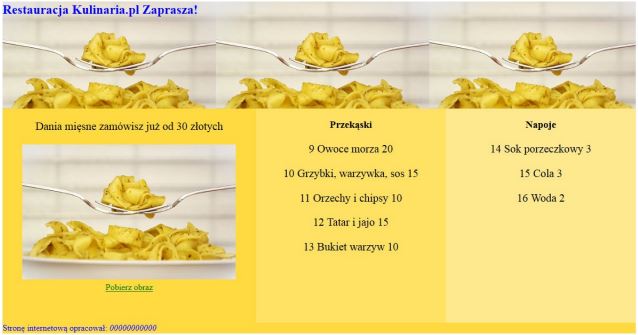 Restauracja Kulinaria.pl Zaprasza!
Dania mięsne zamówisz już od 30 złotych
Pobierz obraz
Przekąski
9 Owoce morza 20
10 Grzybki, warzywka, sos 15
11 Orzechy i chipsy 10
12 Tatar i jajo 15
13 Bukiet warzyw 10
Napoje
14 Sok porzeczkowy 3
15 Cola 3
16 Woda 2
Stronę internetową opracował: 00000000000